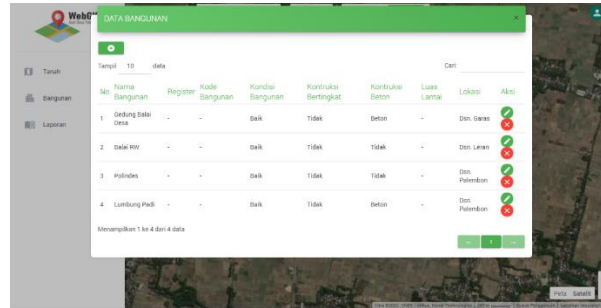 WebG
DATA BANGUNAN
×
Tanah
Bangunan
Laporan
Tampil 10 data
Cari:
No Nama Bangunan Register Kode Bangunan Kondisi Bangunan Kontruksi Bertingkat Kontruksi Beton Luas Lantai Lokasi Aksi
1 Gedung Balai Desa - - Baik Tidak Beton - Dsn. Garas
2 Balai RW - - Baik Tidak Tidak - Dsn. Leran
3 Polindes - - Baik Tidak Tidak - Dsn. Palembon
4 Lumbung Padi - - Baik Tidak Beton - Dsn. Palembon
Menampilkan 1 ke 4 dari 4 data
1
Peta Satelit